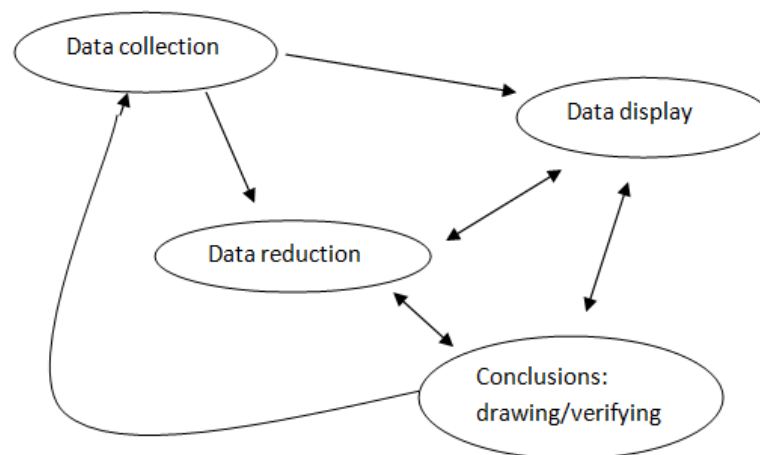 Data collection
Data display
Data reduction
Conclusions:
drawing/verifying